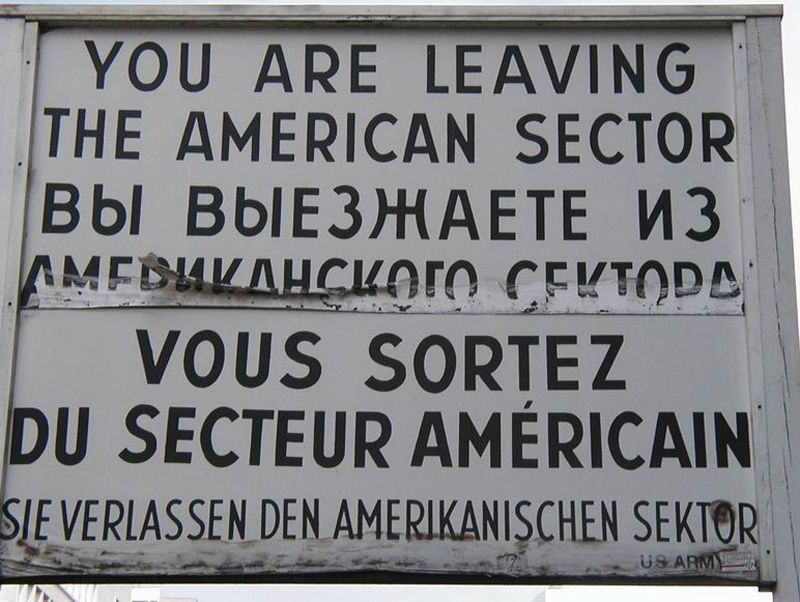 YOU ARE LEAVING
THE AMERICAN SECTOR
ВЫ ВЫЕЗЖАЕТЕ ИЗ
АМЕРИКАНСКОГО СЕКТОРА
VOUS SORTEZ
DU SECTEUR AMÉRICAIN
SIE VERLASSEN DEN AMERIKANISCHEN SEKTOR
US ARMY